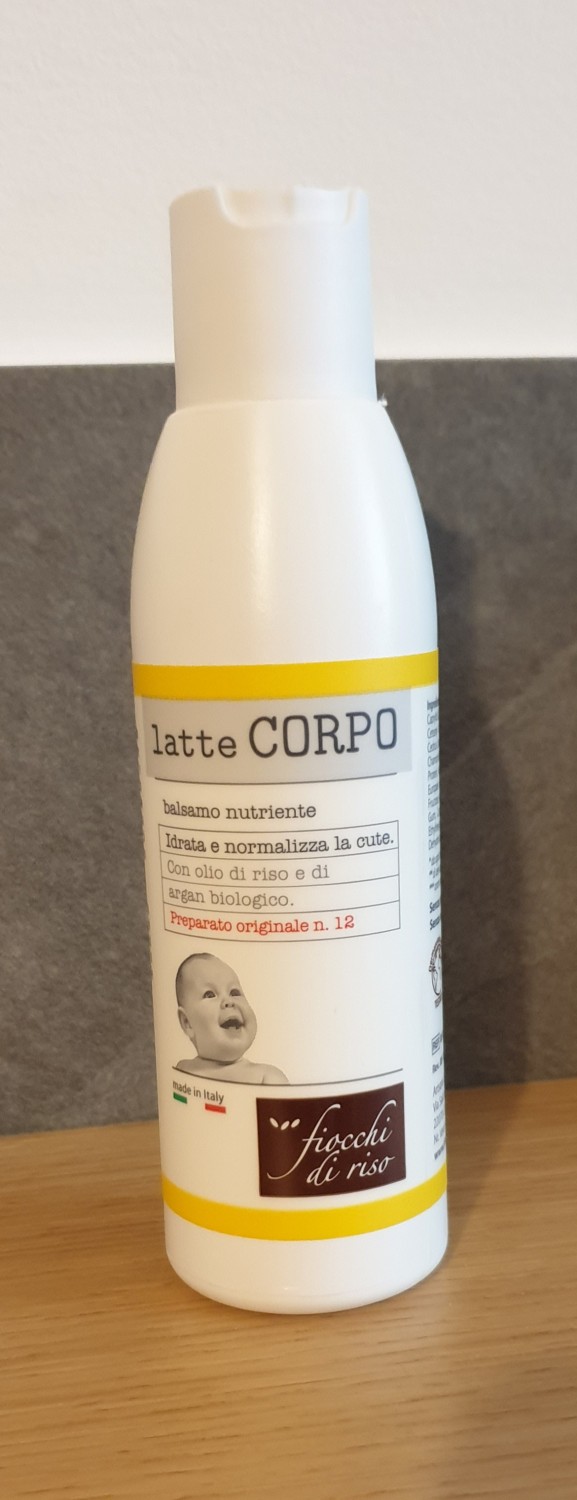 latte CORPO
balsamo nutriente
Idrata e normalizza la cute.
Con olio di riso e di
argan biologico.
Preparato originale n. 12
made in Italy
fiocchi
di riso